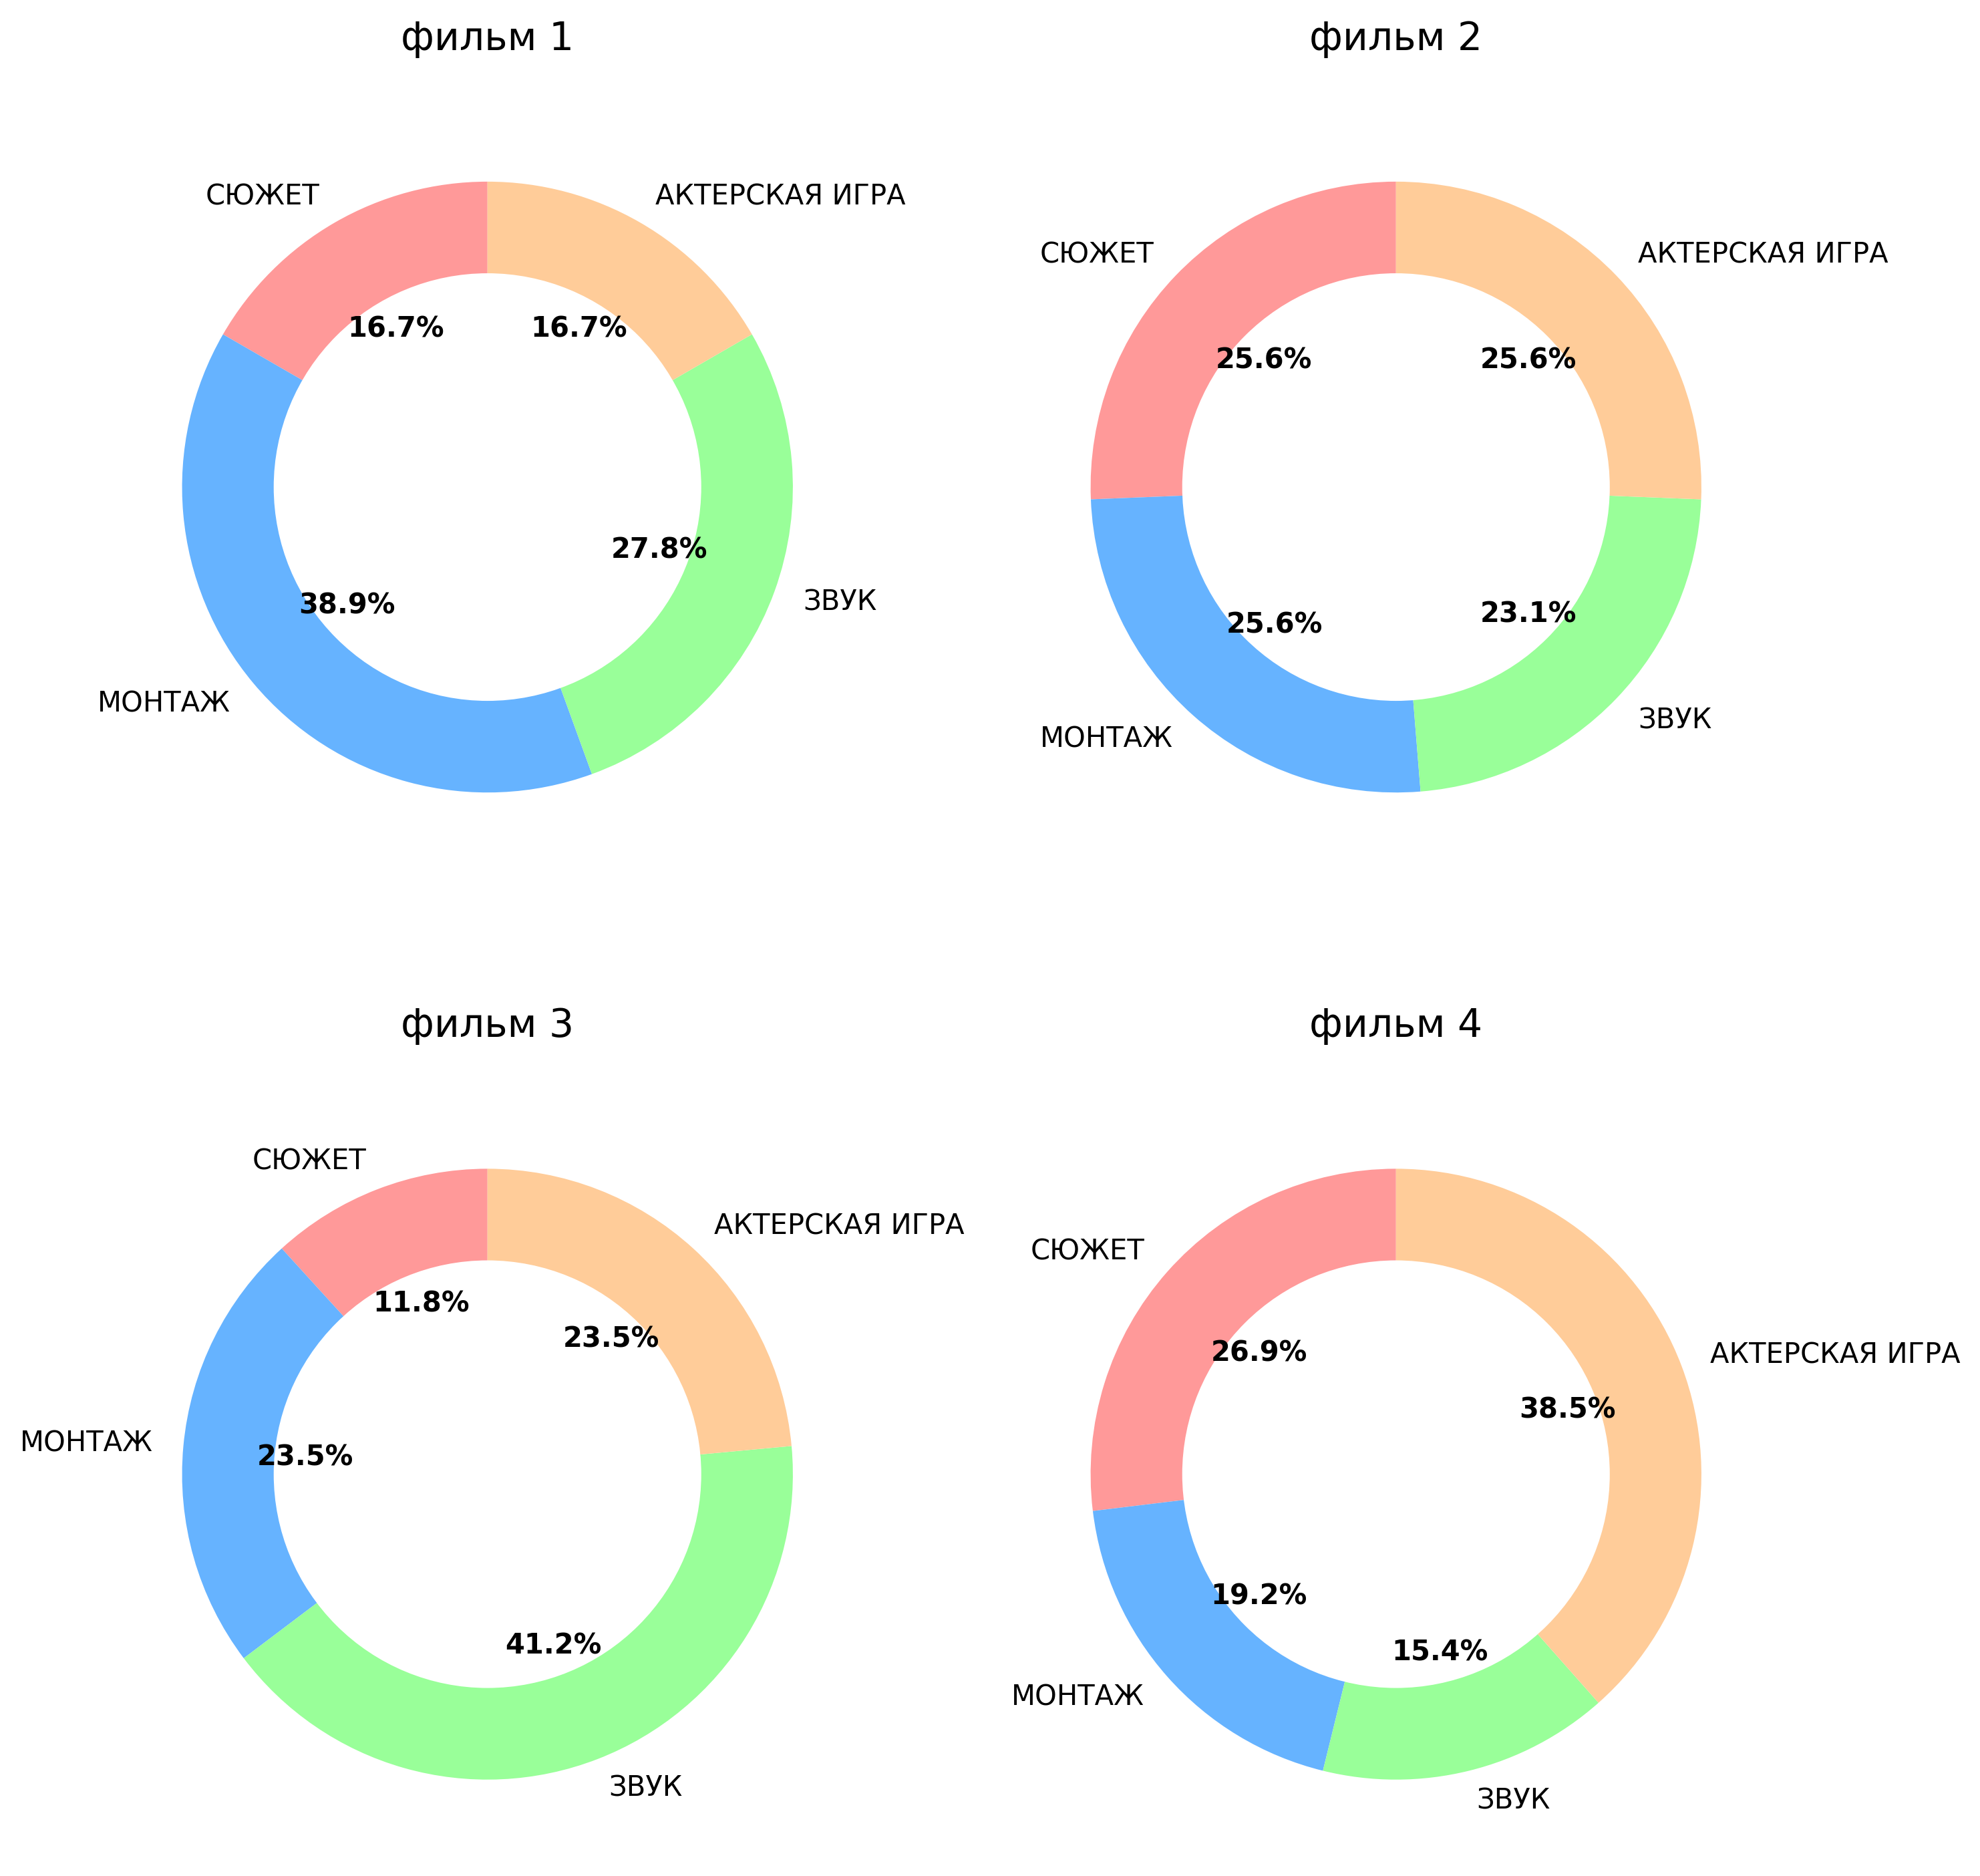 фильм 1
СЮЖЕТ
АКТЕРСКАЯ ИГРА
16.7%
16.7%
27.8%
38.9%
ЗВУК
МОНТАЖ
фильм 2
СЮЖЕТ
АКТЕРСКАЯ ИГРА
25.6%
25.6%
25.6%
23.1%
ЗВУК
МОНТАЖ
фильм 3
СЮЖЕТ
АКТЕРСКАЯ ИГРА
11.8%
23.5%
МОНТАЖ
23.5%
41.2%
ЗВУК
фильм 4
СЮЖЕТ
26.9%
АКТЕРСКАЯ ИГРА
38.5%
19.2%
15.4%
МОНТАЖ
ЗВУК